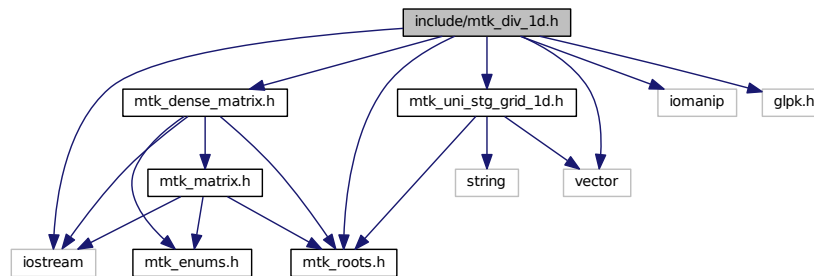 include/mtk_div_1d.h
mtk_dense_matrix.h
mtk_uni_stg_grid_1d.h
iomanip
glpk.h
mtk_matrix.h
string
vector
iostream
mtk_enums.h
mtk_roots.h